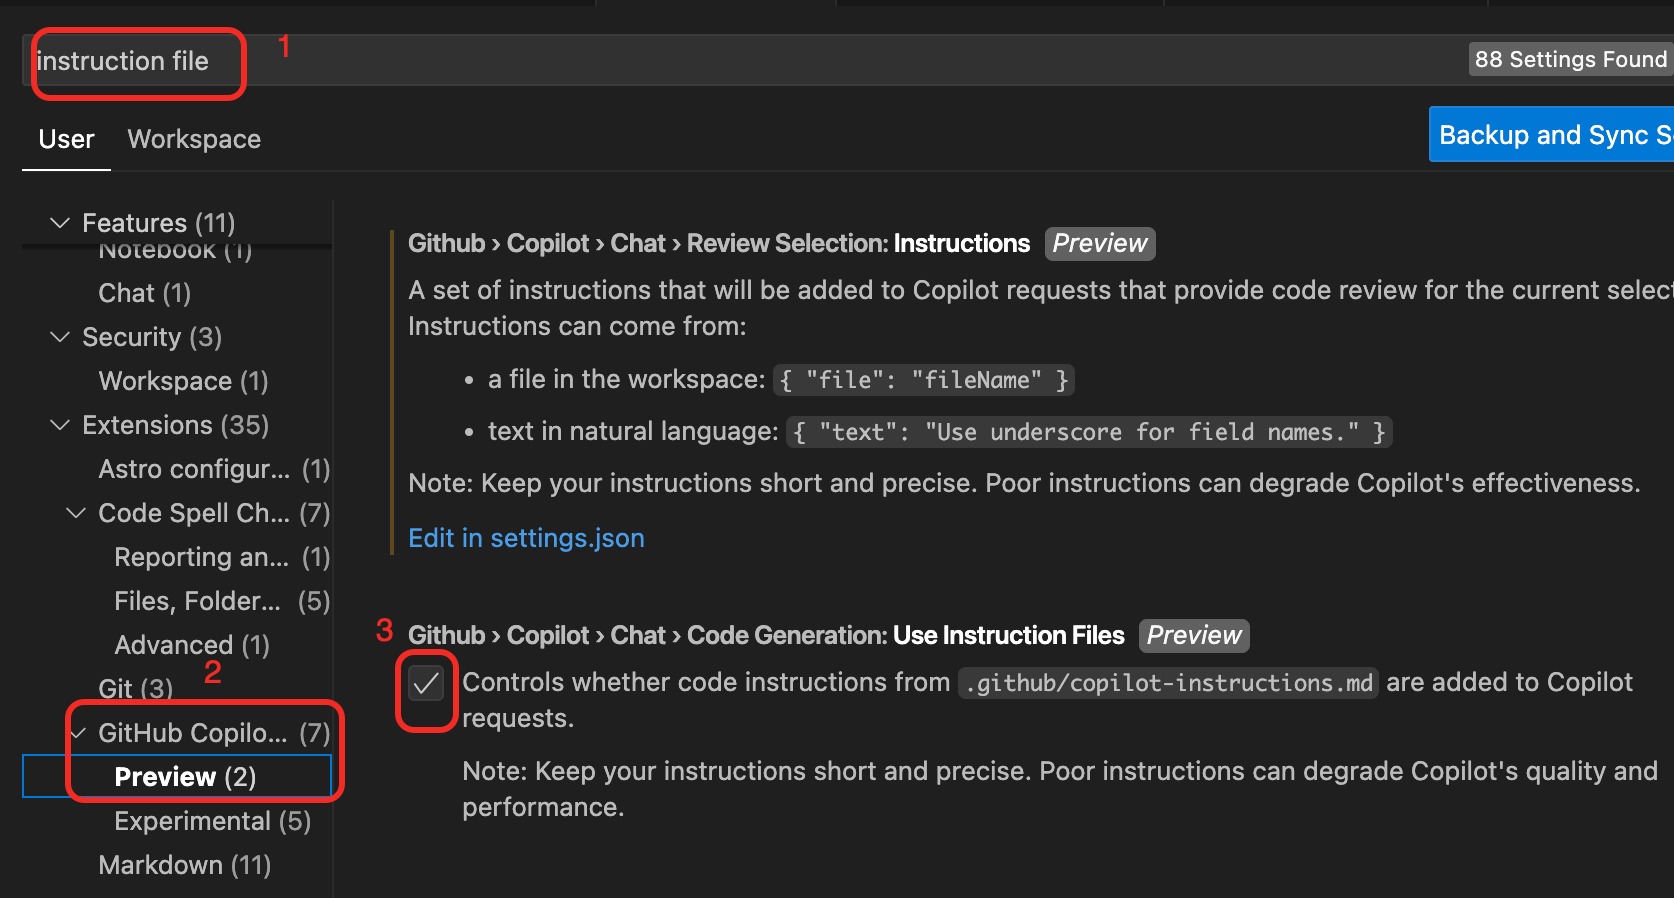 instruction file
1
88 Settings Found
User
Workspace
Backup and Sync S
Features (11)
Notebook (1)
Chat (1)
Security (3)
Workspace (1)
Extensions (35)
Astro configur... (1)
Code Spell Ch... (7)
Reporting an... (1)
Files, Folder... (5)
Advanced (1)
2
Git (3)
GitHub Copilo... (7)
Preview (2)
Experimental (5)
Markdown (11)
Github › Copilot › Chat › Review Selection: Instructions Preview
A set of instructions that will be added to Copilot requests that provide code review for the current select
Instructions can come from:
• a file in the workspace: { "file": "fileName" }
• text in natural language: { "text": "Use underscore for field names." }
Note: Keep your instructions short and precise. Poor instructions can degrade Copilot's effectiveness.
Edit in settings.json
3
Github › Copilot › Chat › Code Generation: Use Instruction Files Preview
Controls whether code instructions from .github/copilot-instructions.md are added to Copilot
requests.
Note: Keep your instructions short and precise. Poor instructions can degrade Copilot's quality and
performance.